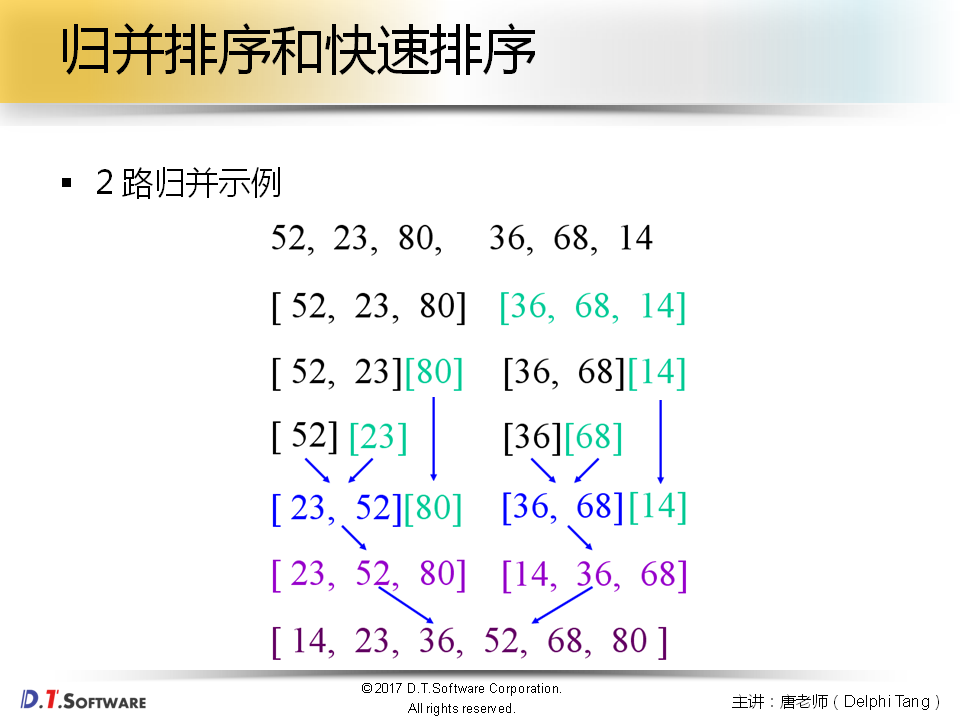 归并排序和快速排序
▪ 2路归并示例
52, 23, 80, 36, 68, 14
[ 52, 23, 80] [36, 68, 14]
[ 52, 23][80] [36, 68][14]
[ 52] [23] [36][68]
[ 23, 52][80] [36, 68][14]
[ 23, 52, 80] [14, 36, 68]
[ 14, 23, 36, 52, 68, 80 ]
D.T.SOFTWARE
©2017 D.T.Software Corporation.
All rights reserved.
主讲：唐老师（Delphi Tang）